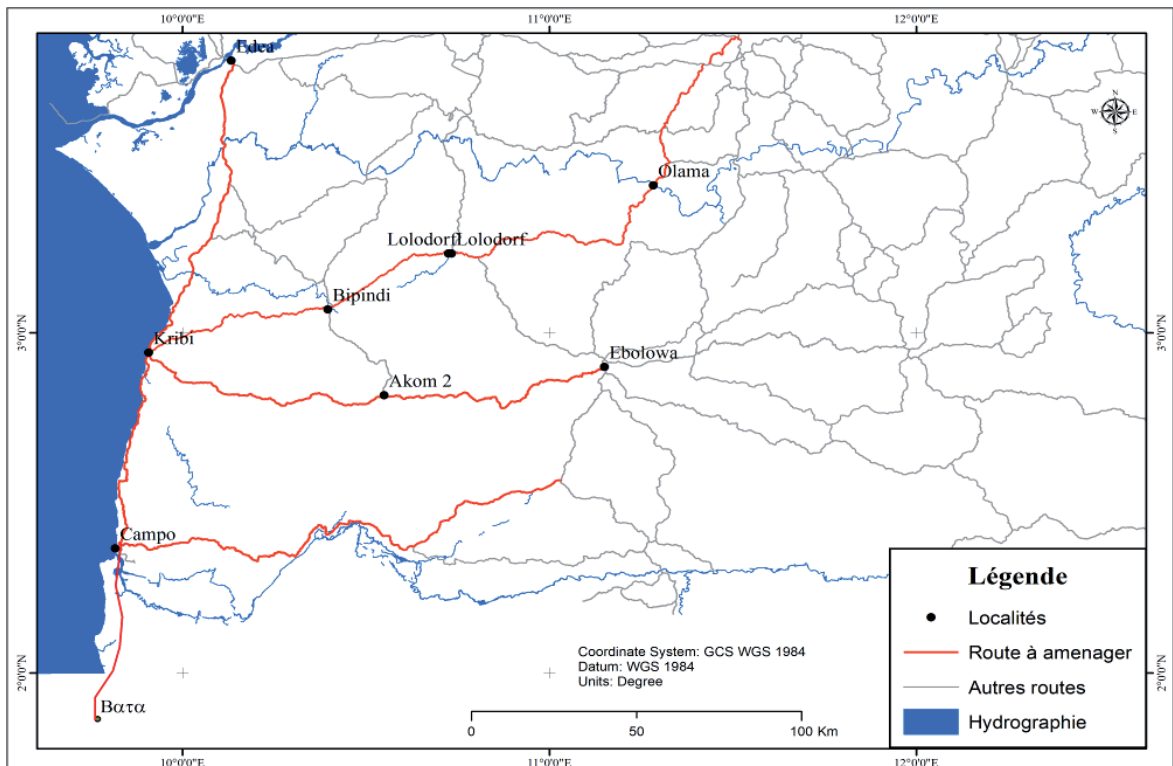 10°0'0"E 11°0'0"E 12°0'0"E
Edea
N
W E
S
Olama
Lolodorf Lolodorf
Bipindi
3°0'0"N 3°0'0"N
Kribi
Ebolowa
Akom 2
Campo
Légende
Localités
Coordinate System: GCS WGS 1984
Datum: WGS 1984
Units: Degree
Route à amenager
2°0'0"N 2°0'0"N
Autres routes
Βατα
0 50 100 Km
Hydrographie
10°0'0"E 11°0'0"E 12°0'0"E